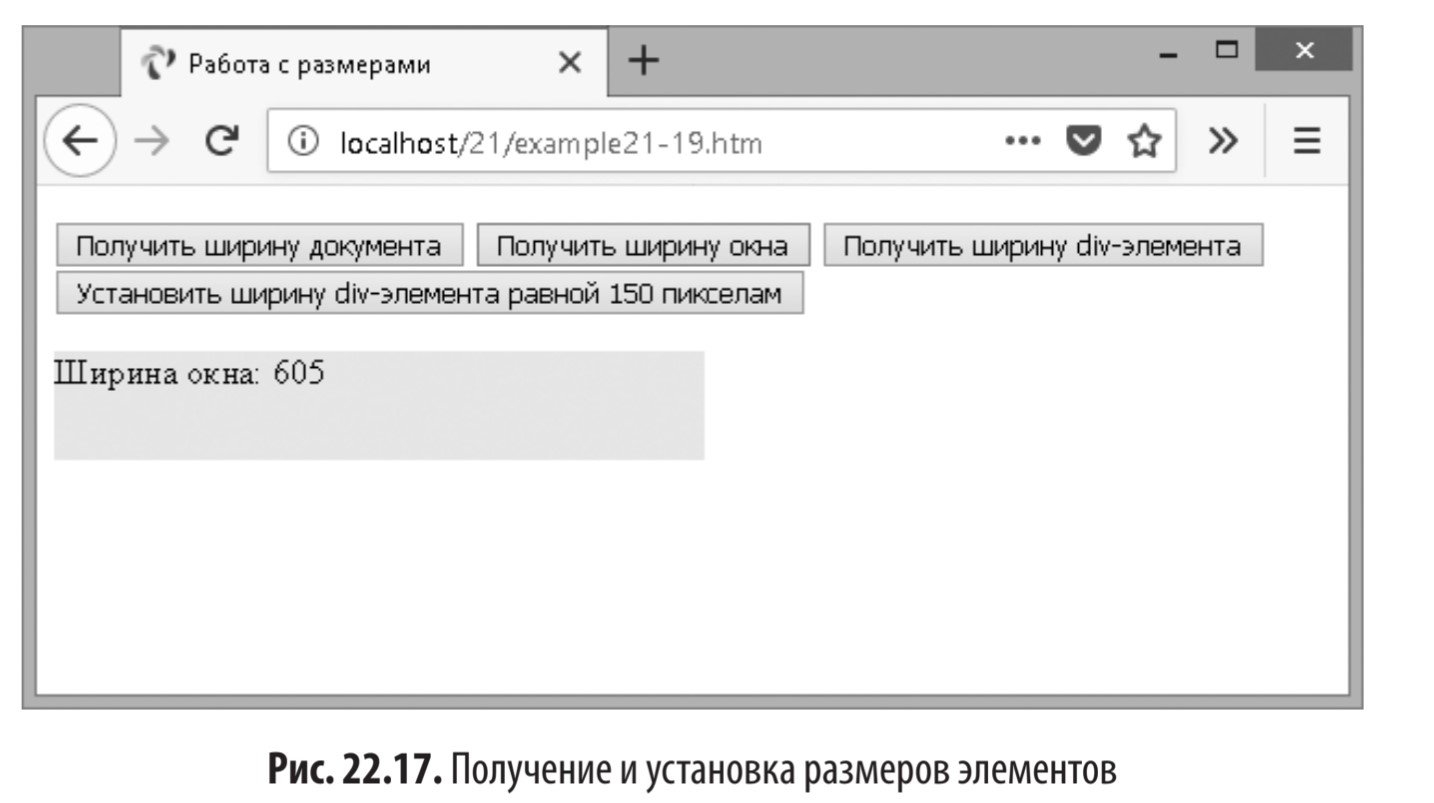 Работа с размерами
localhost/21/example21-19.htm
Получить ширину документа Получить ширину окна Получить ширину div-элемента
Установить ширину div-элемента равной 150 пикселам
Ширина окна: 605
Рис. 22.17. Получение и установка размеров элементов